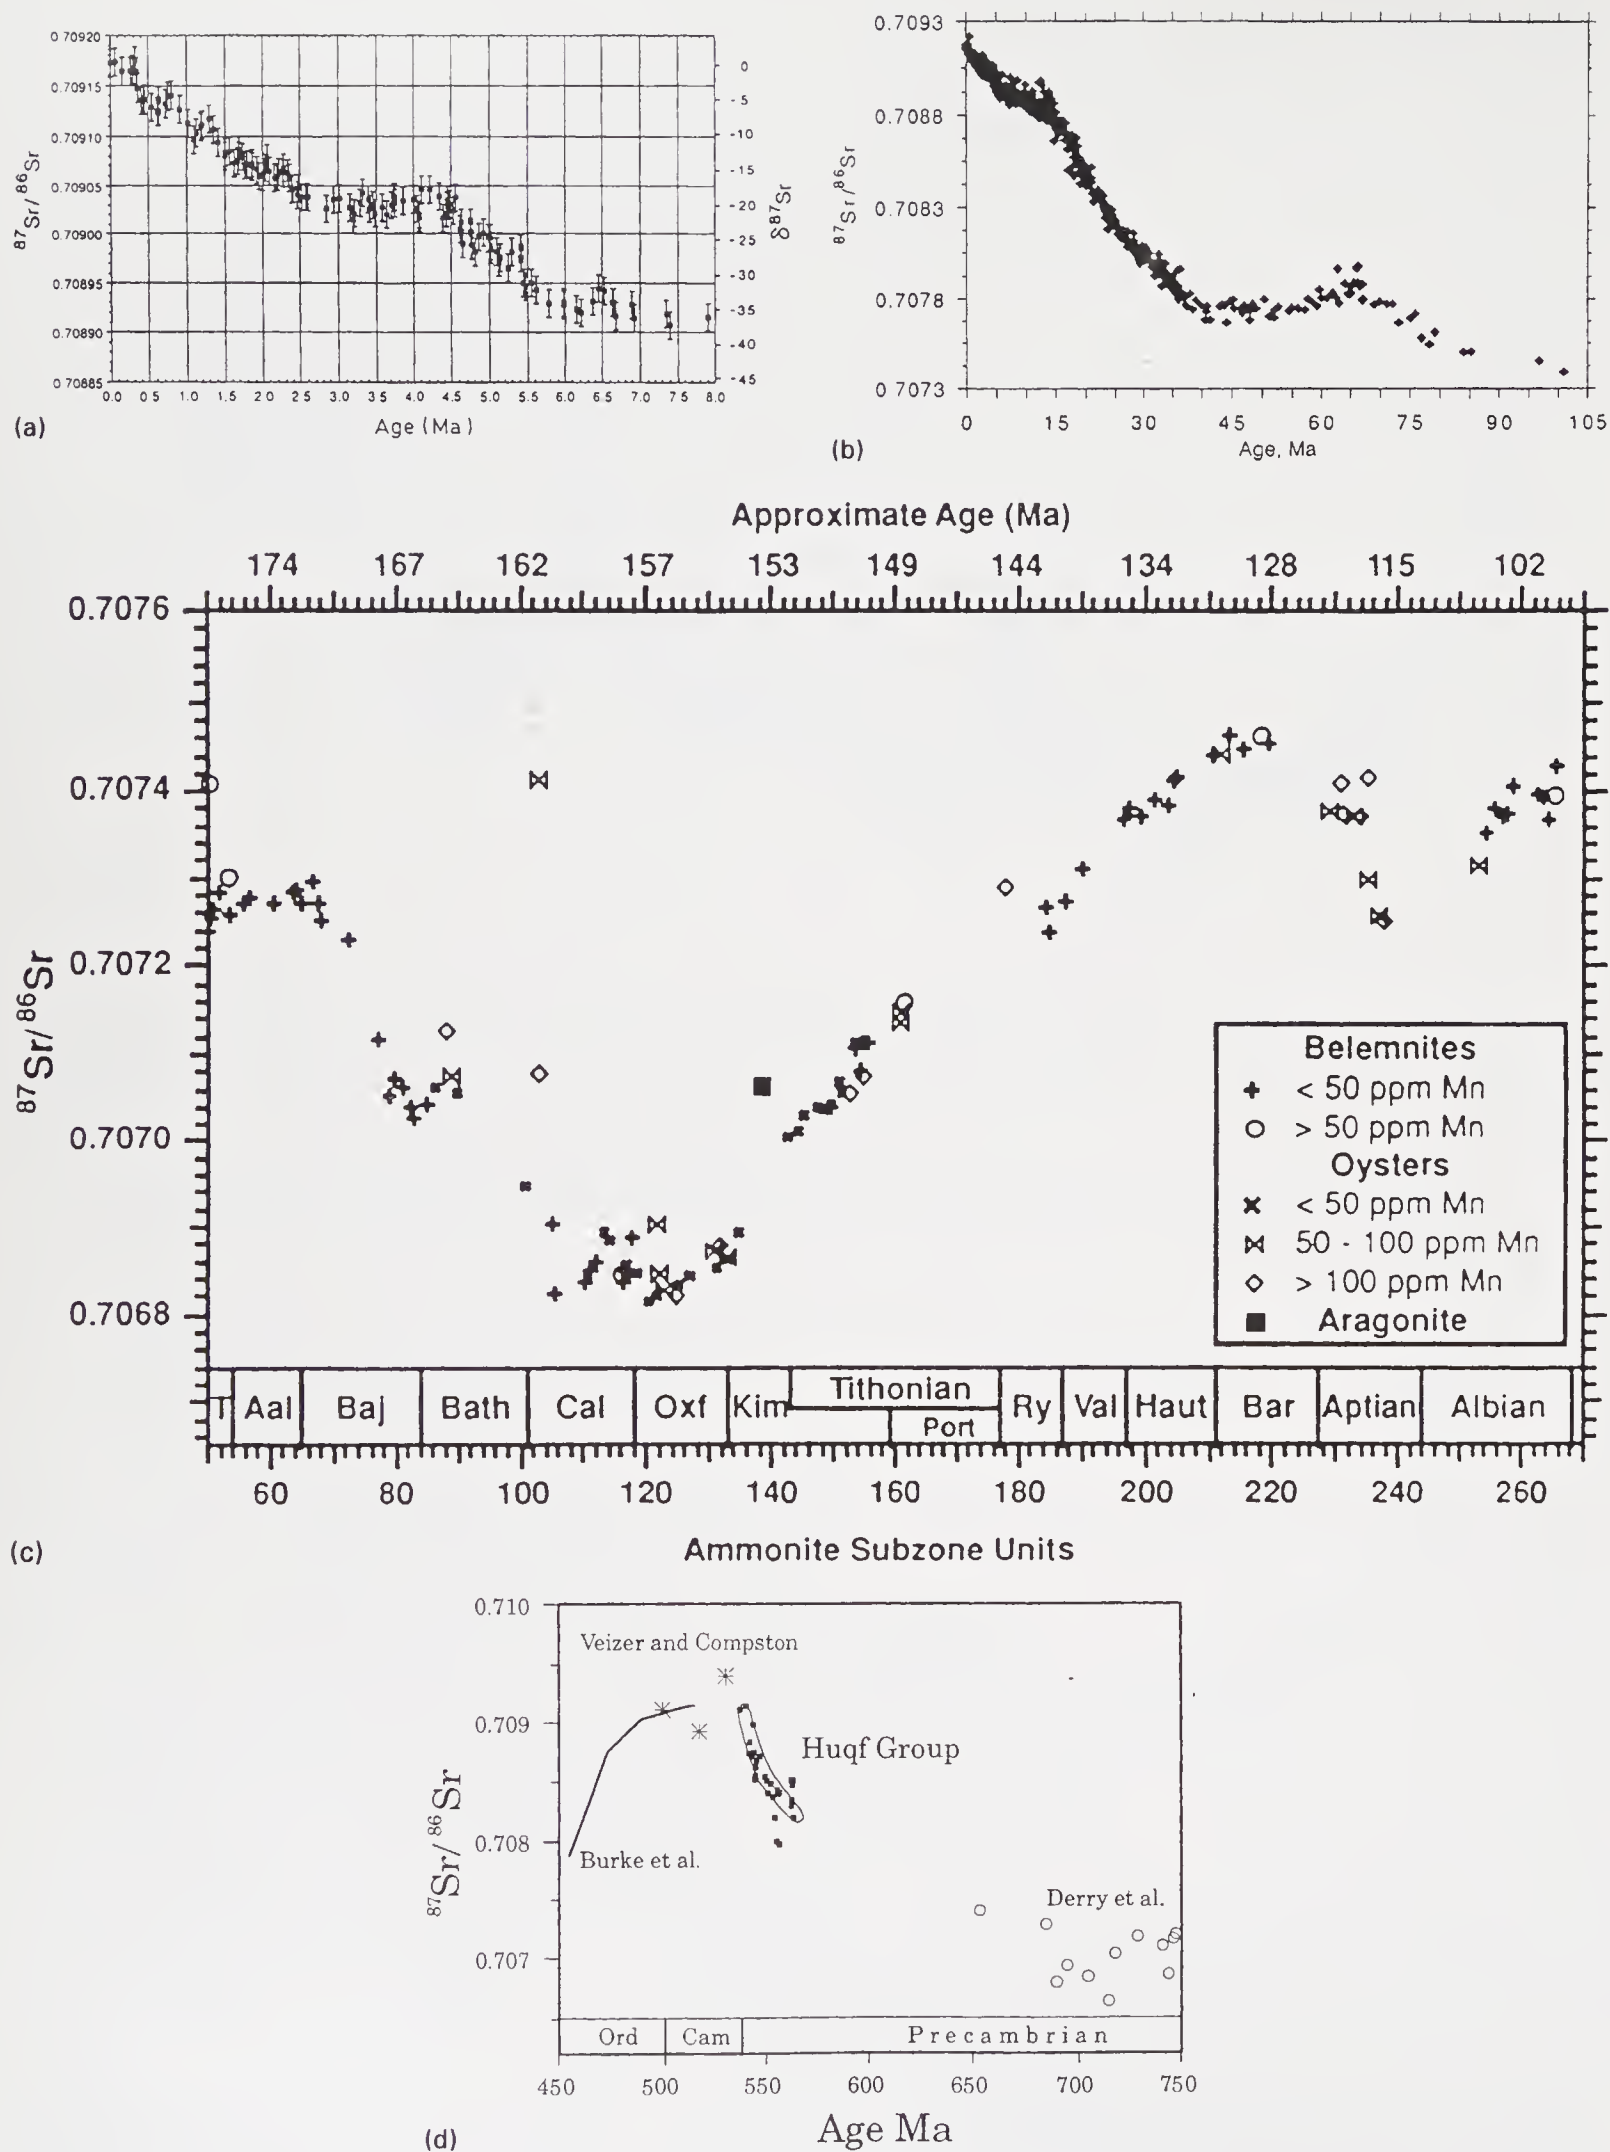 0.70920
0.70915
0.70910
0.70905
0.70900
0.70895
0.70890
0.70885
87Sr/86Sr
0
-5
-10
-15
-20
-25
-30
-35
-40
-45
δ87Sr
0.0 0.5 1.0 1.5 2.0 2.5 3.0 3.5 4.0 4.5 5.0 5.5 6.0 6.5 7.0 7.5 8.0
Age (Ma)
(a)
0.7093
0.7088
0.7083
0.7078
0.7073
87Sr/86Sr
0 15 30 45 60 75 90 105
Age, Ma
(b)
Approximate Age (Ma)
174 167 162 157 153 149 144 134 128 115 102
0.7076
0.7074
0.7072
0.7070
0.7068
87Sr/86Sr
Belemnites
< 50 ppm Mn
> 50 ppm Mn
Oysters
< 50 ppm Mn
50 - 100 ppm Mn
> 100 ppm Mn
Aragonite
T Aal Baj Bath Cal Oxf Kim Tithonian Ry Val Haut Bar Aptian Albian
Port
60 80 100 120 140 160 180 200 220 240 260
Ammonite Subzone Units
(c)
0.710
0.709
0.708
0.707
87Sr/86Sr
Veizer and Compston
Huqf Group
Burke et al.
Derry et al.
Ord Cam Precambrian
450 500 550 600 650 700 750
Age Ma
(d)